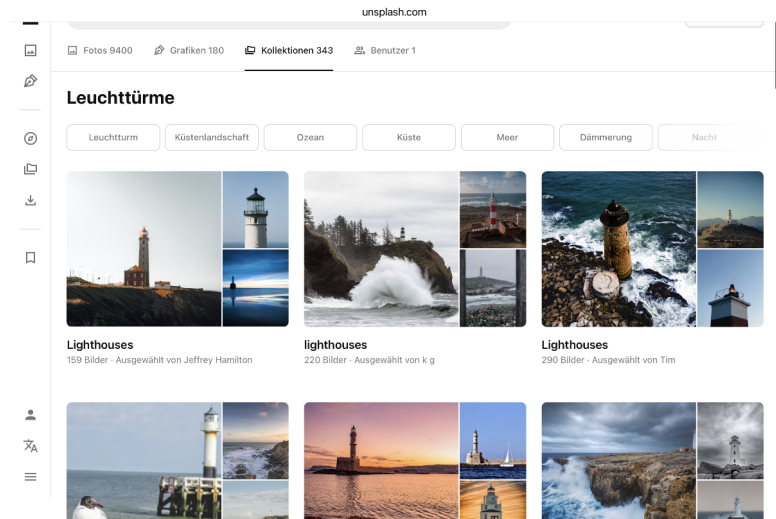 unsplash.com
Fotos 9400 Grafiken 180 Kollektionen 343 Benutzer 1
Leuchttürme
Leuchtturm Küstenlandschaft Ozean Küste Meer Dämmerung Nacht
Lighthouses lighthouses Lighthouses
159 Bilder · Ausgewählt von Jeffrey Hamilton 220 Bilder · Ausgewählt von k g 290 Bilder · Ausgewählt von Tim